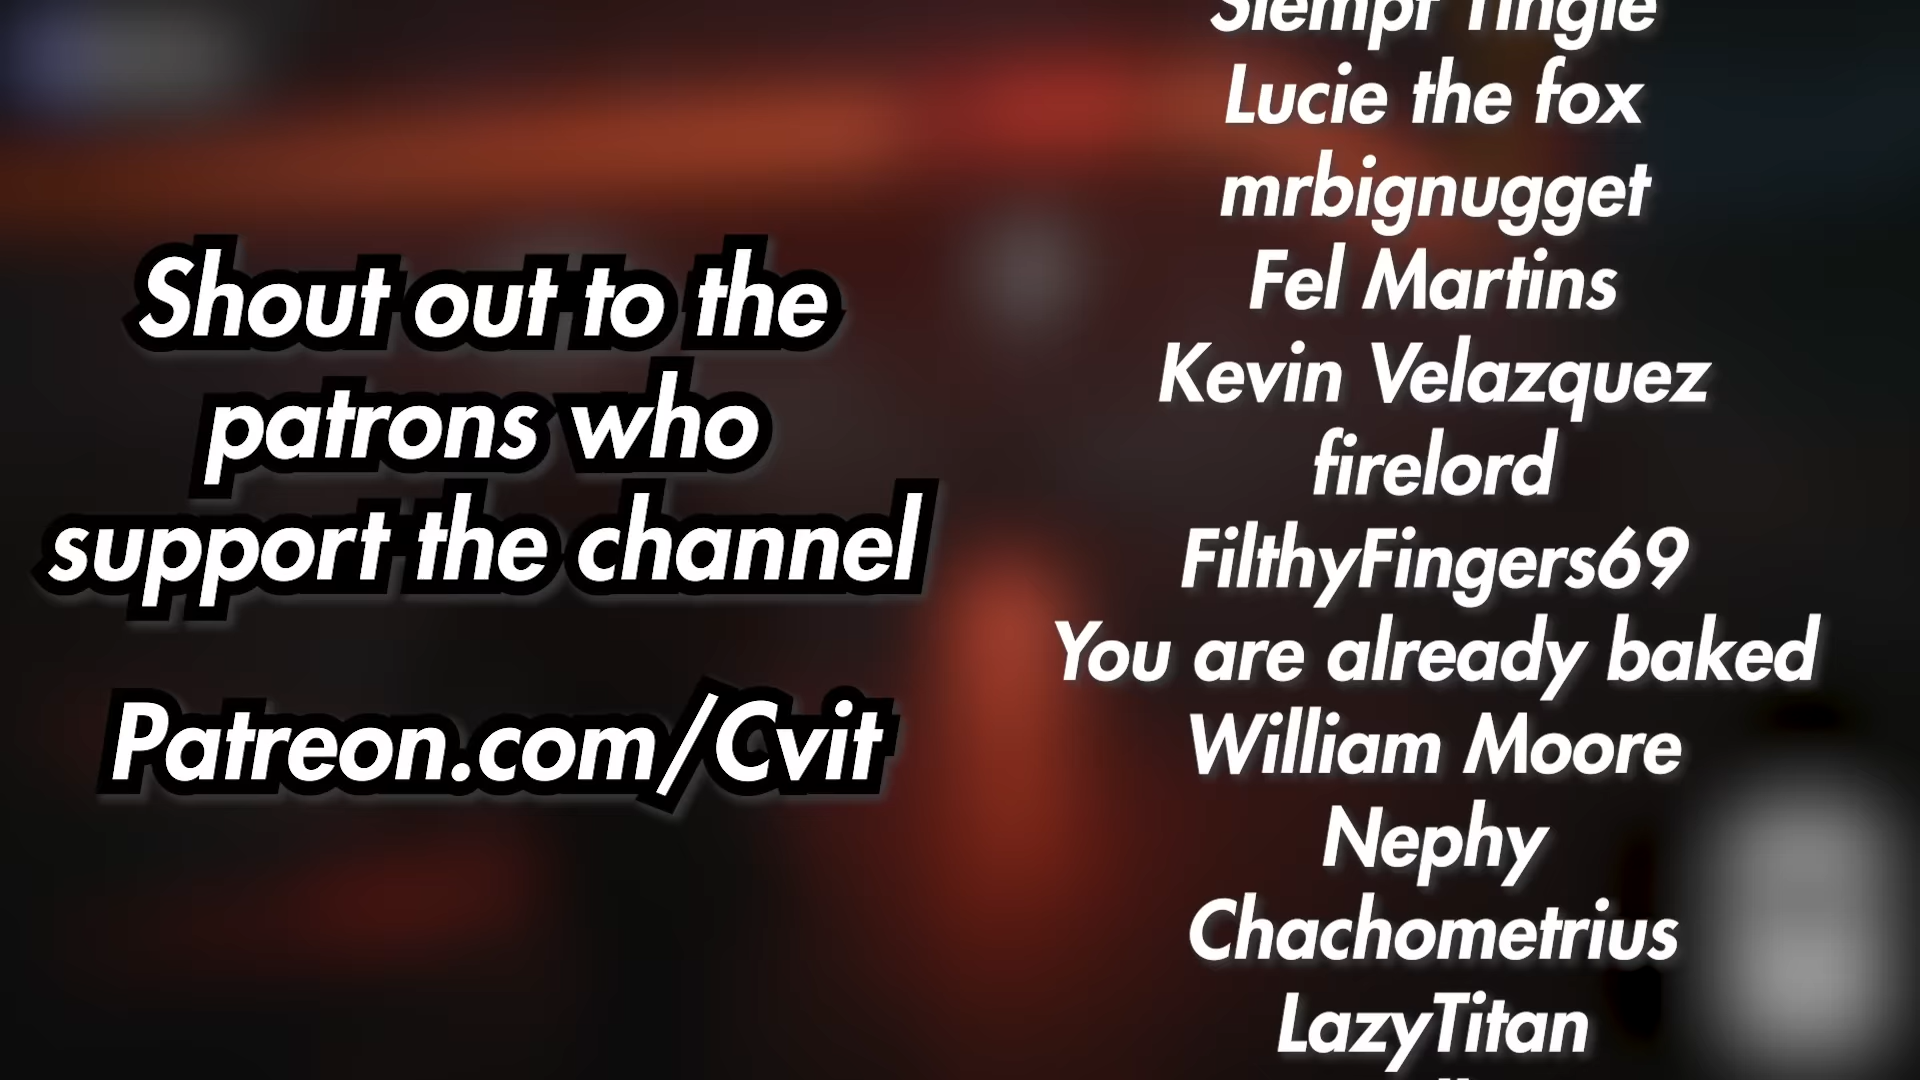 Shout out to the
patrons who
support the channel
Patreon.com/Cvit
Tingle
Lucie the fox
mrbignugget
Fel Martins
Kevin Velazquez
firelord
FilthyFingers69
You are already baked
William Moore
Nephy
Chachometrius
LazyTitan